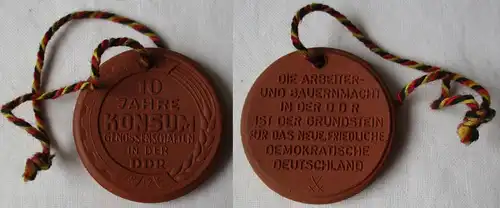 10
JAHRE
KONSUM
GENOSSENSCHAFTEN
IN DER
DDR
DIE ARBEITER-
UND BAUERNMACHT
IN DER DDR
IST DER GRUNDSTEIN
FÜR DAS NEUE, FRIEDLICHE
DEMOKRATISCHE
DEUTSCHLAND